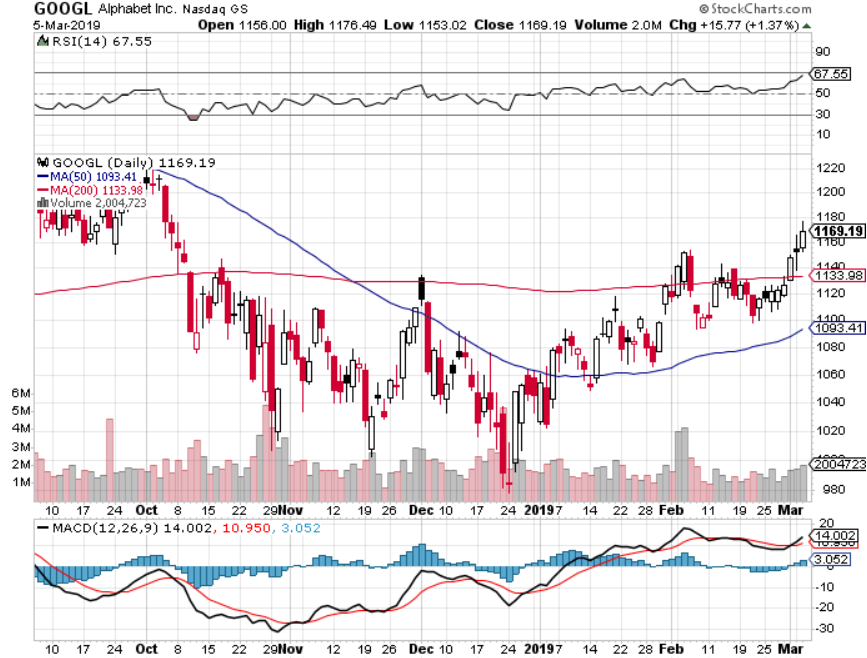 GOOGL Alphabet Inc. Nasdaq GS © StockCharts.com
5-Mar-2019 Open 1156.00 High 1176.49 Low 1153.02 Close 1169.19 Volume 2.0M Chg +15.77 (+1.37%)
RSI(14) 67.55
90
67.55
50
30
10
GOOGL (Daily) 1169.19
MA(50) 1093.41
MA(200) 1133.98
Volume 2,004,723
1220
1200
1180
1169.19
1160
1140
1133.98
1120
1100
1093.41
1080
1060
1040
1020
1000
980
6M
5M
4M
3M
2M
1M
2004723
10 17 24 Oct 8 15 22 29 Nov 12 19 26 Dec 10 17 24 2019 7 14 22 28 Feb 11 19 25 Mar
MACD(12,26,9) 14.002, 10.950, 3.052
20
14.002
10.950
3.052
0
-10
-20
-30
10 17 24 Oct 8 15 22 29 Nov 12 19 26 Dec 10 17 24 2019 7 14 22 28 Feb 11 19 25 Mar